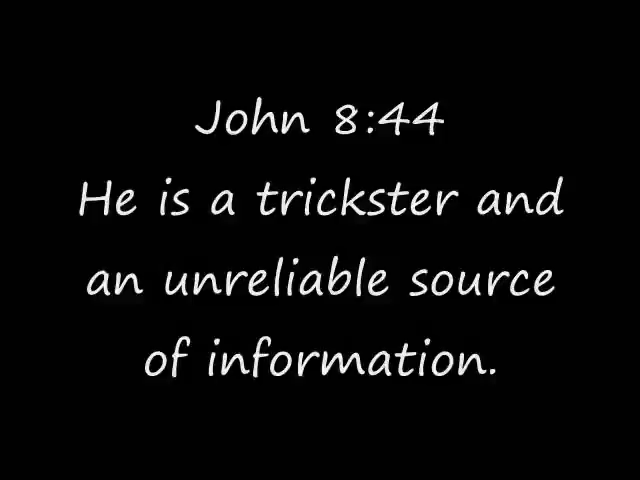 John 8:44
He is a trickster and
an unreliable source
of information.